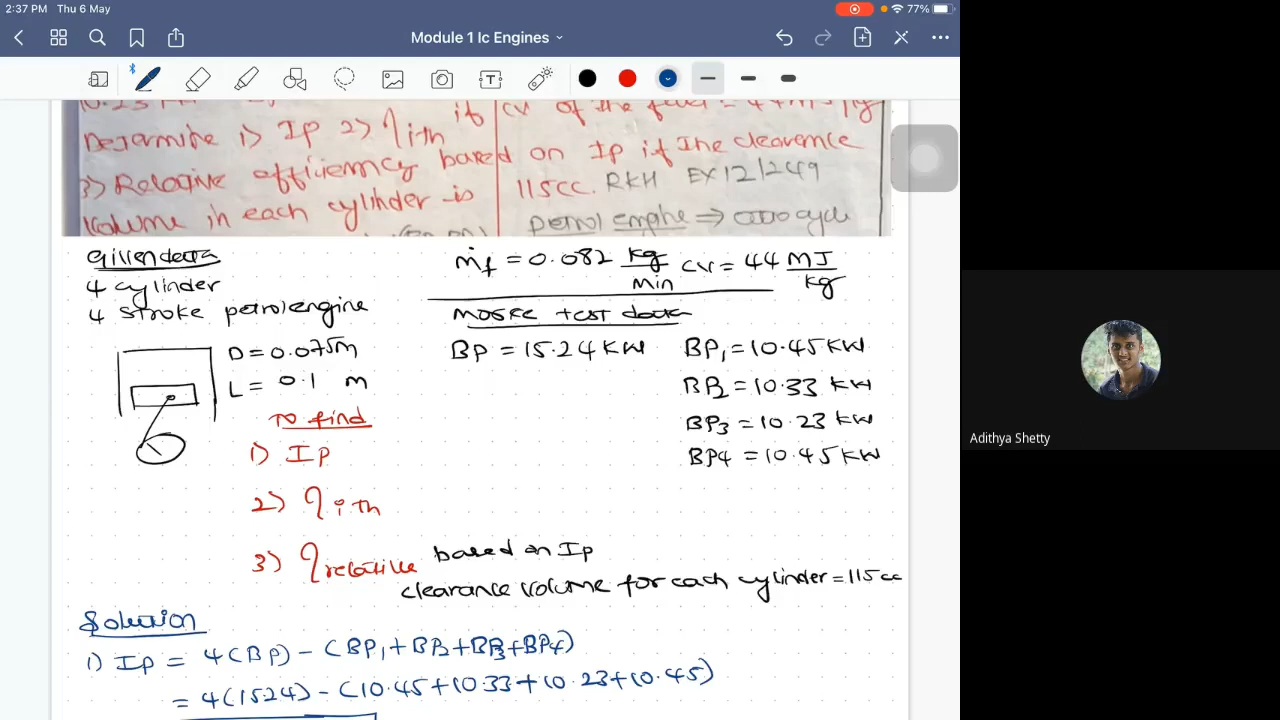 2:37 PM Thu 6 May
77%
Module 1 Ic Engines
if CV of the fuel = 44 MJ/kg
Determine 1) Ip 2) ηith
3) Relative efficiency based on Ip if The clearence
volume in each cylinder is 115cc. RKH EX12/249
petrol engine ⇒ otto cycle
Given data
4 cylinder
4 stroke petrol engine
D = 0.075m
L = 0.1 m
ṁf = 0.082 kg/min CV = 44 MJ/kg
Morse test data
BP = 15.24 KW
BP1 = 10.45 KW
BP2 = 10.33 KW
BP3 = 10.23 KW
BP4 = 10.45 KW
To find
1) Ip
2) ηith
3) ηrelative based on Ip
clearance volume for each cylinder = 115 cc
Solution
1) Ip = 4(BP) - (BP1 + BP2 + BP3 + BP4)
= 4(1524) - (10.45 + 10.33 + 10.23 + 10.45)
Adithya Shetty